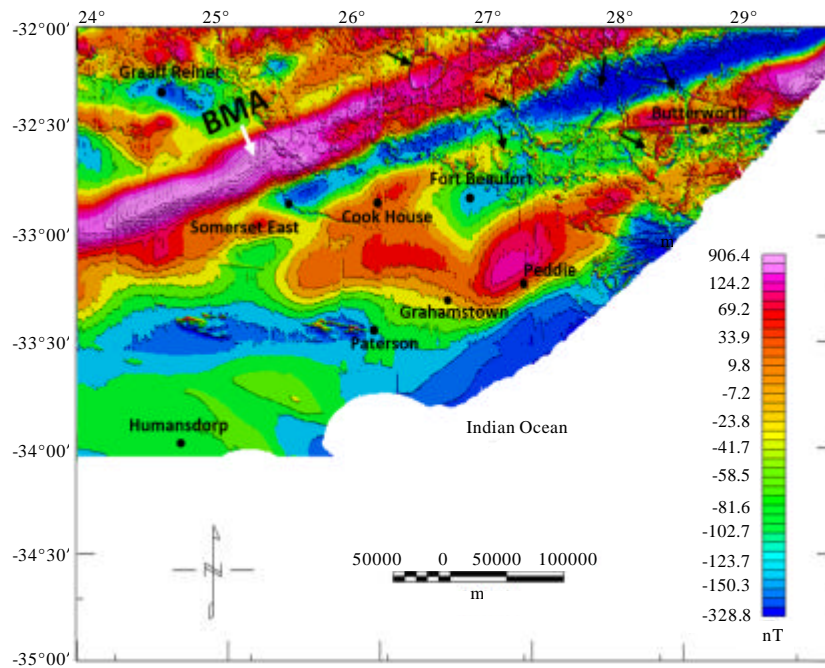 24° 25° 26° 27° 28° 29°
-32°00′
Graaff Reinet
BMA
-32°50′
Butterworth
Fort Beaufort
Somerset East
Cook House
-33°00′
m
Peddie
Grahamstown
-33°50′
Paterson
Humansdorp
Indian Ocean
-34°00′
-34°50′
-35°00′
N
50000 0 50000 100000
m
906.4
124.2
69.2
33.9
9.8
-7.2
-23.8
-41.7
-58.5
-81.6
-102.7
-123.7
-150.3
-328.8
nT